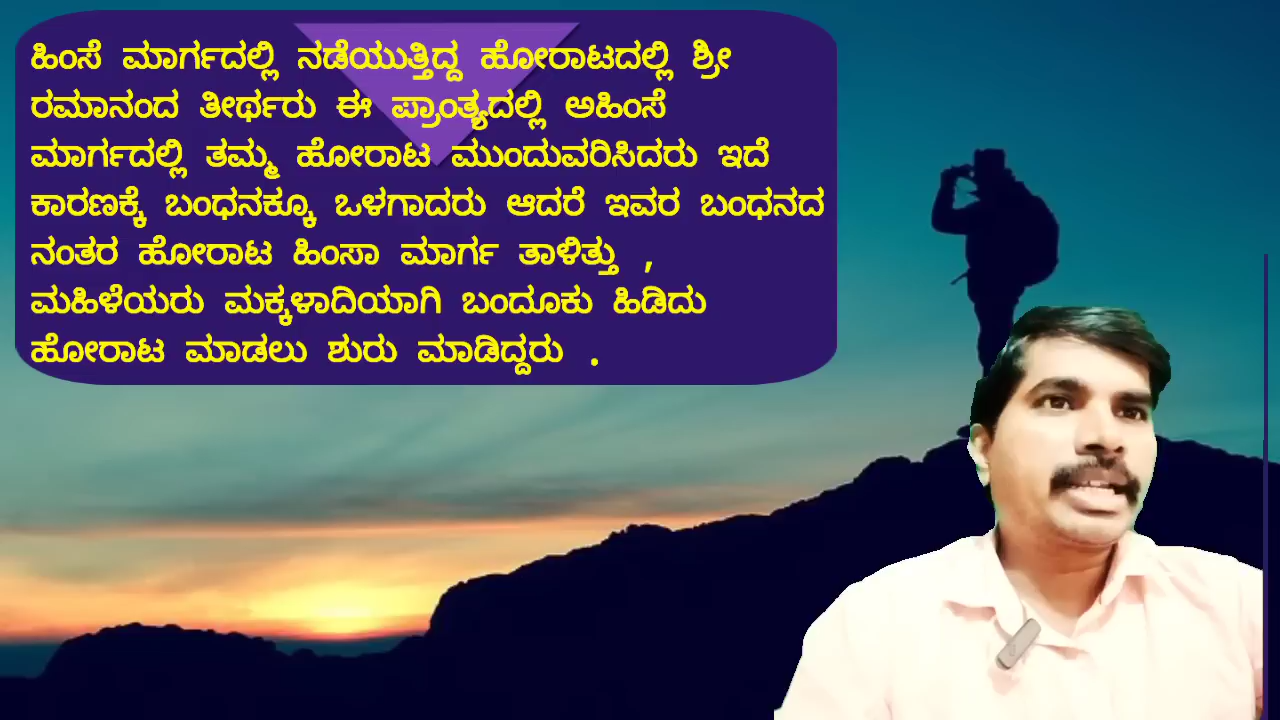 ಹಿಂಸೆ ಮಾರ್ಗದಲ್ಲಿ ನಡೆಯುತ್ತಿದ್ದ ಹೋರಾಟದಲ್ಲಿ ಶ್ರೀ
ರಮಾನಂದ ತೀರ್ಥರು ಈ ಪ್ರಾಂತ್ಯದಲ್ಲಿ ಅಹಿಂಸೆ
ಮಾರ್ಗದಲ್ಲಿ ತಮ್ಮ ಹೋರಾಟ ಮುಂದುವರಿಸಿದರು ಇದೆ
ಕಾರಣಕ್ಕೆ ಬಂಧನಕ್ಕೂ ಒಳಗಾದರು ಆದರೆ ಇವರ ಬಂಧನದ
ನಂತರ ಹೋರಾಟ ಹಿಂಸಾ ಮಾರ್ಗ ತಾಳಿತ್ತು ,
ಮಹಿಳೆಯರು ಮಕ್ಕಳಾದಿಯಾಗಿ ಬಂದೂಕು ಹಿಡಿದು
ಹೋರಾಟ ಮಾಡಲು ಶುರು ಮಾಡಿದ್ದರು .